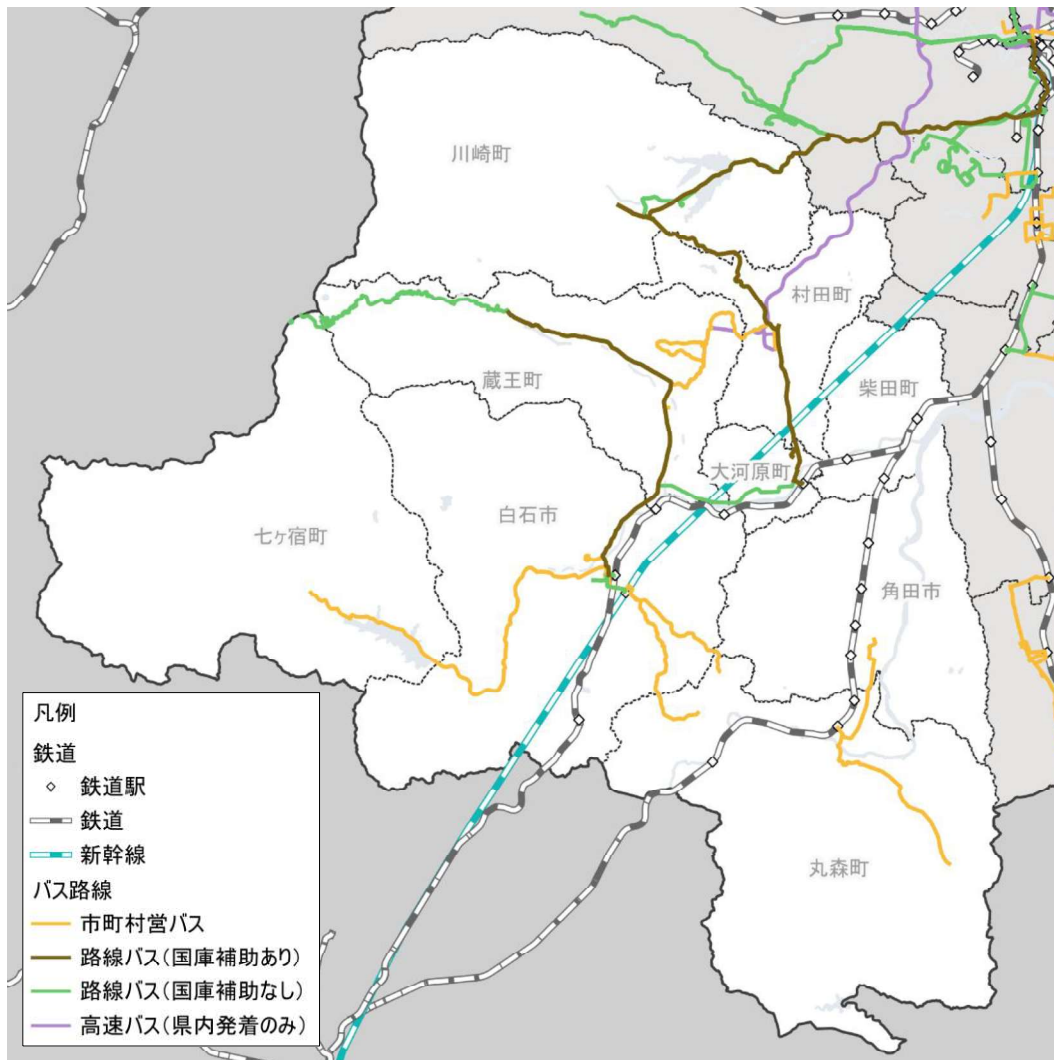 川崎町
村田町
柴田町
蔵王町
大河原町
白石市
七ヶ宿町
角田市
丸森町
凡例
鉄道
鉄道駅
鉄道
新幹線
バス路線
市町村営バス
路線バス(国庫補助あり)
路線バス(国庫補助なし)
高速バス(県内発着のみ)